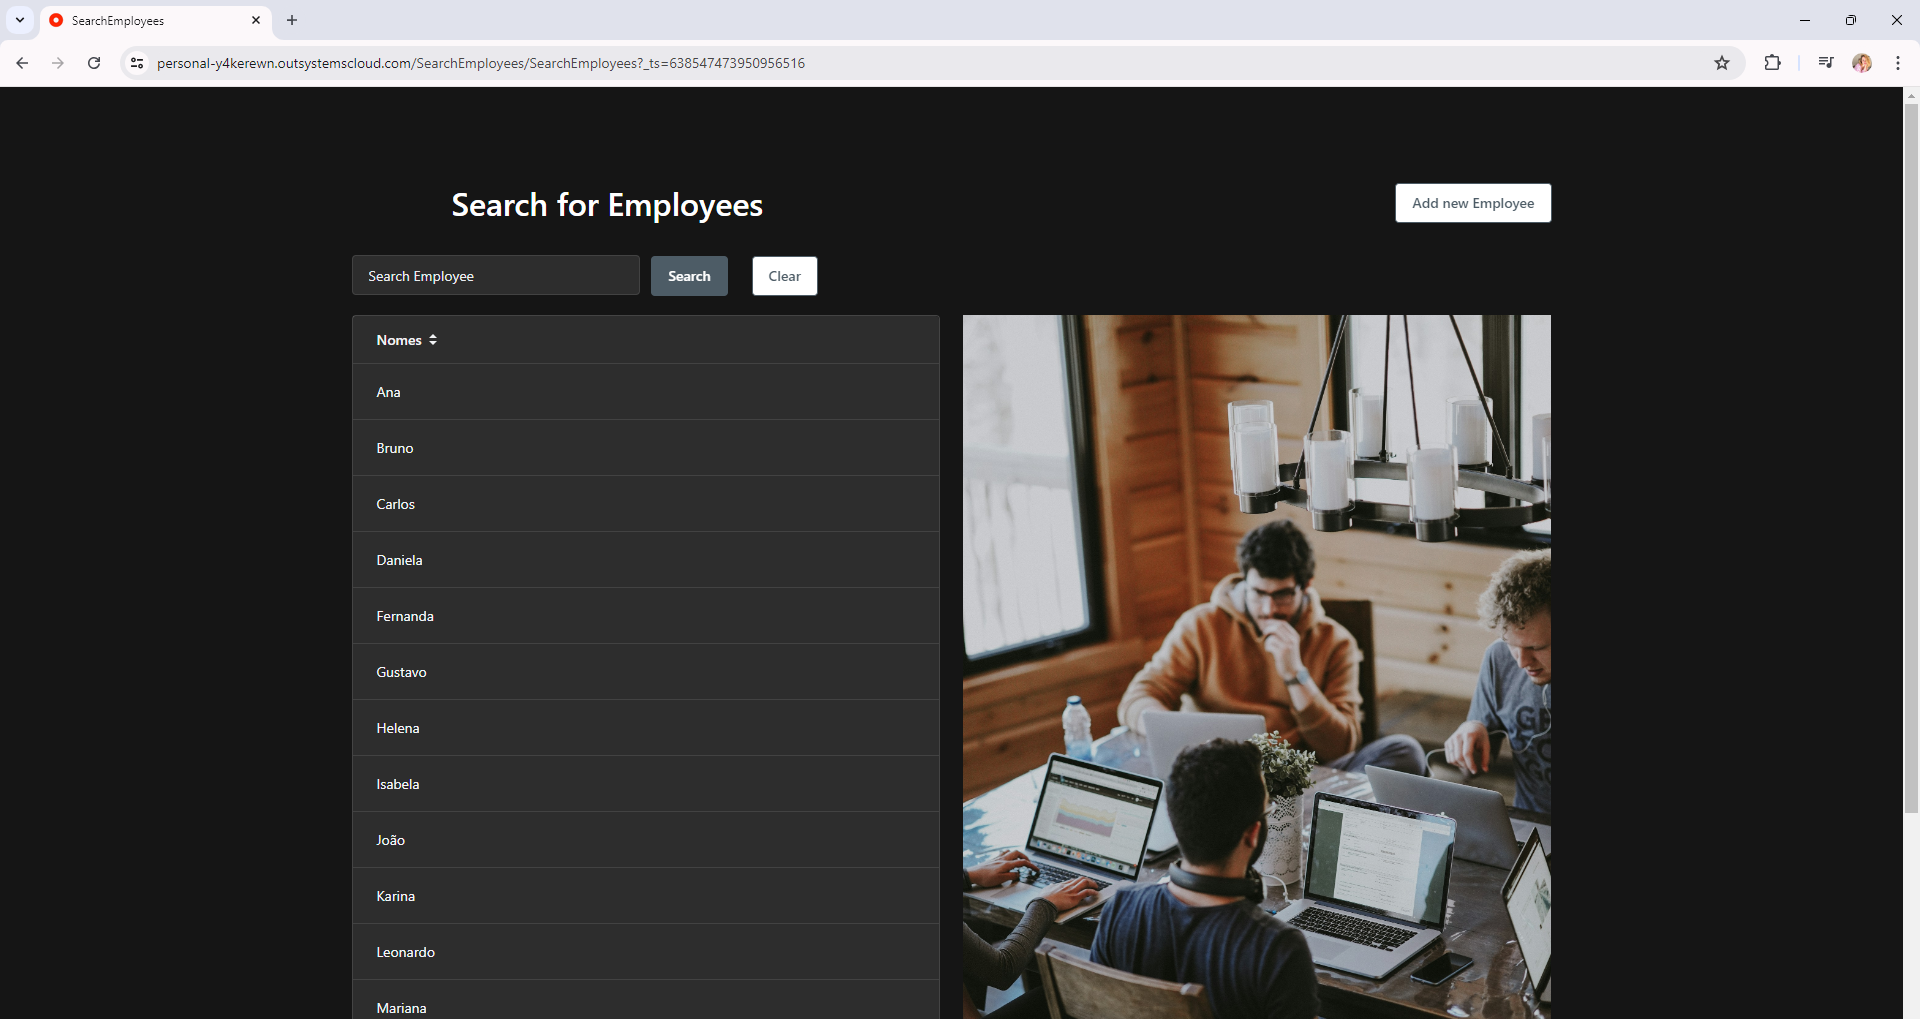 SearchEmployees
personal-y4kerewn.outsystemscloud.com/SearchEmployees/SearchEmployees?_ts=638547473950956516
Search for Employees
Add new Employee
Search Employee
Search
Clear
Nomes
Ana
Bruno
Carlos
Daniela
Fernanda
Gustavo
Helena
Isabela
João
Karina
Leonardo
Mariana